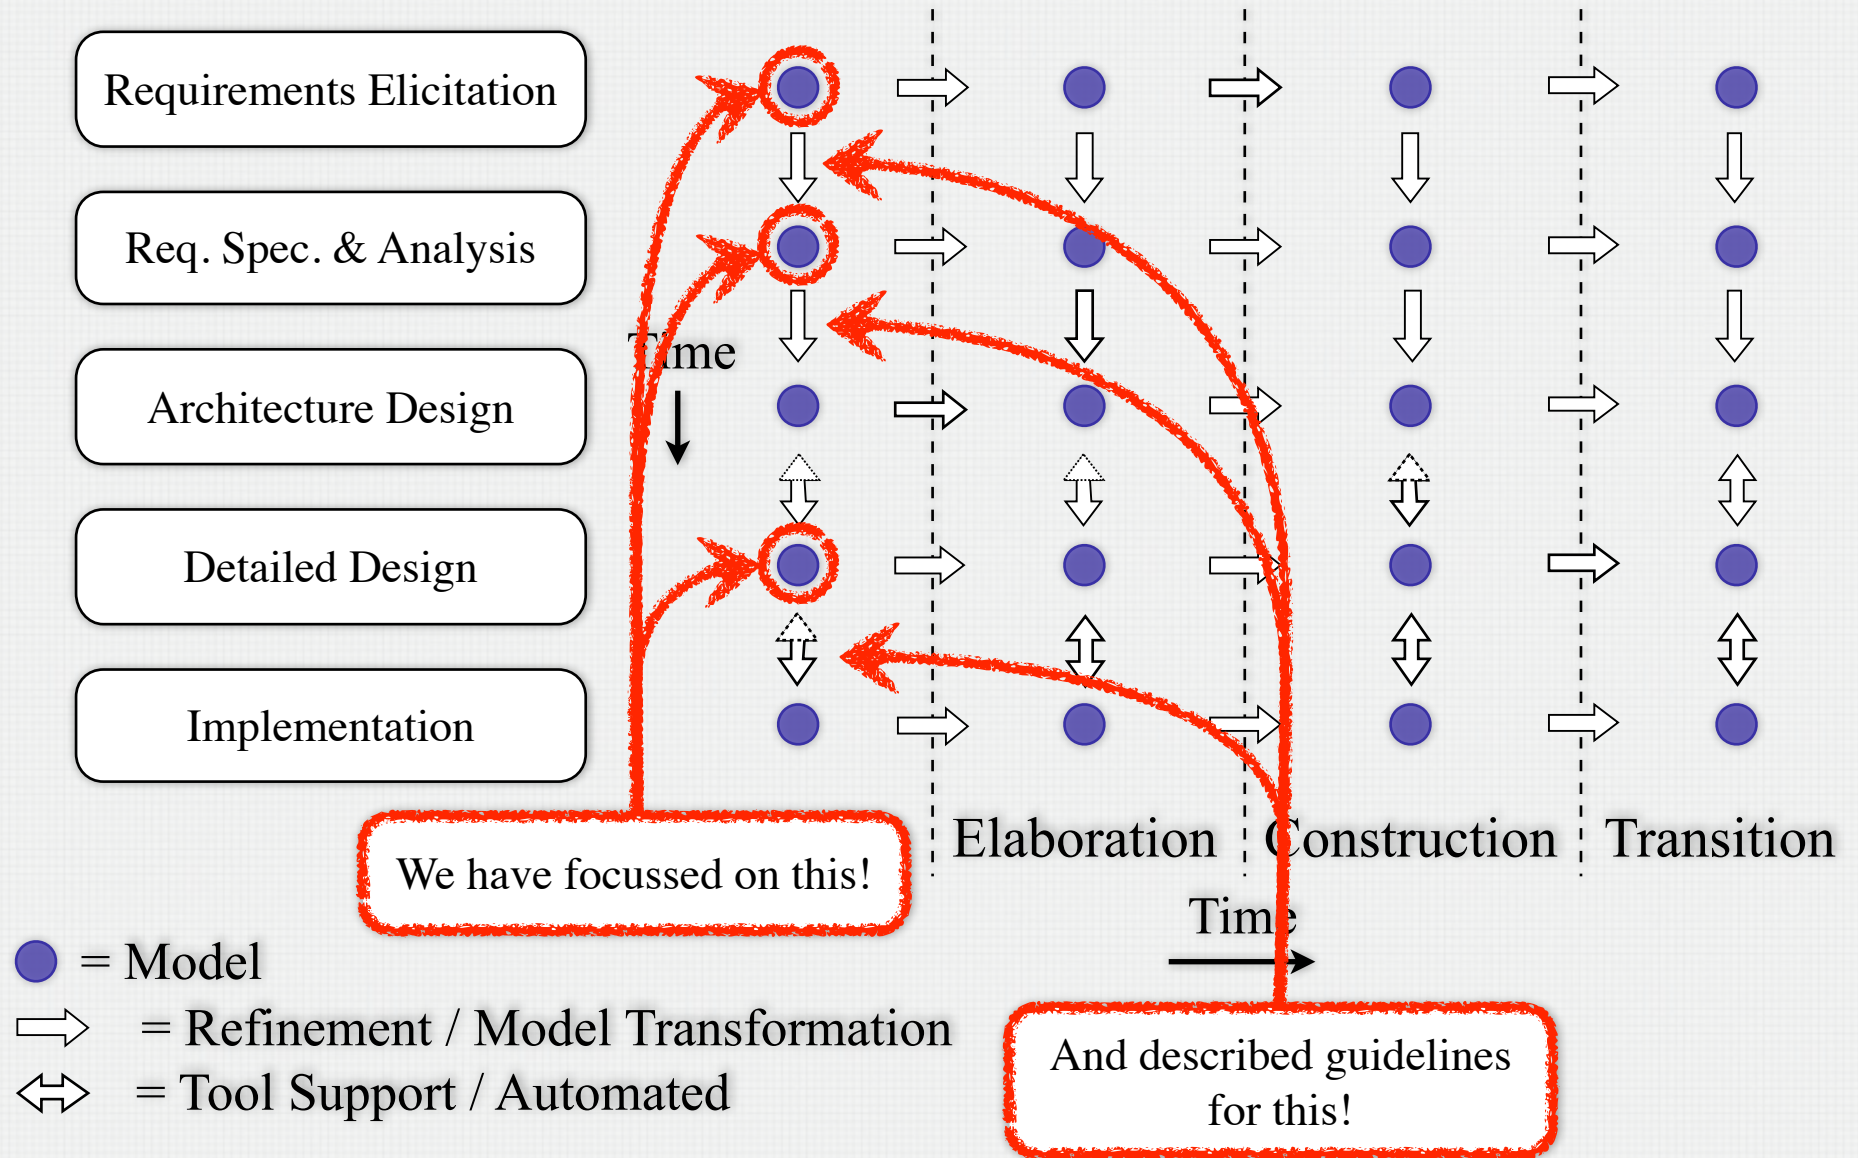 Requirements Elicitation
Req. Spec. & Analysis
Time
Architecture Design
Detailed Design
Implementation
Elaboration
Construction
Transition
We have focussed on this!
Time
= Model
= Refinement / Model Transformation
= Tool Support / Automated
And described guidelines
for this!